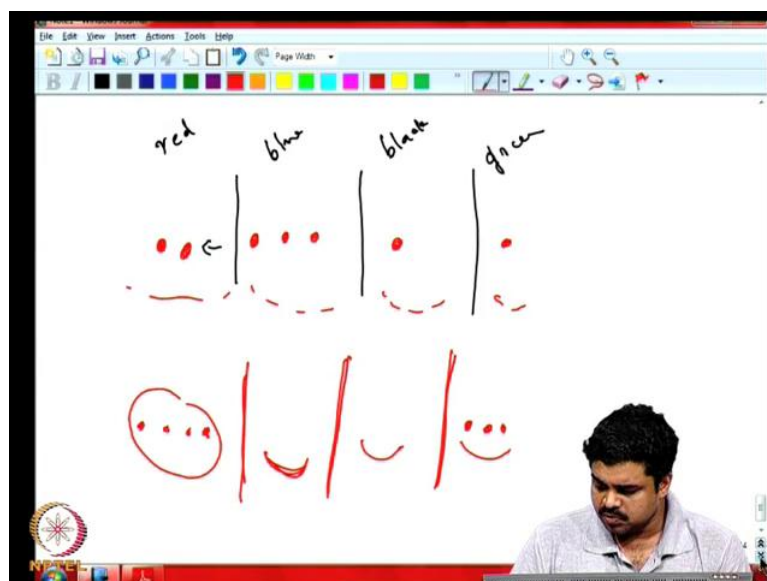 File Edit View Insert Actions Tools Help
Page Width
B I
red blue black green
NPTEL